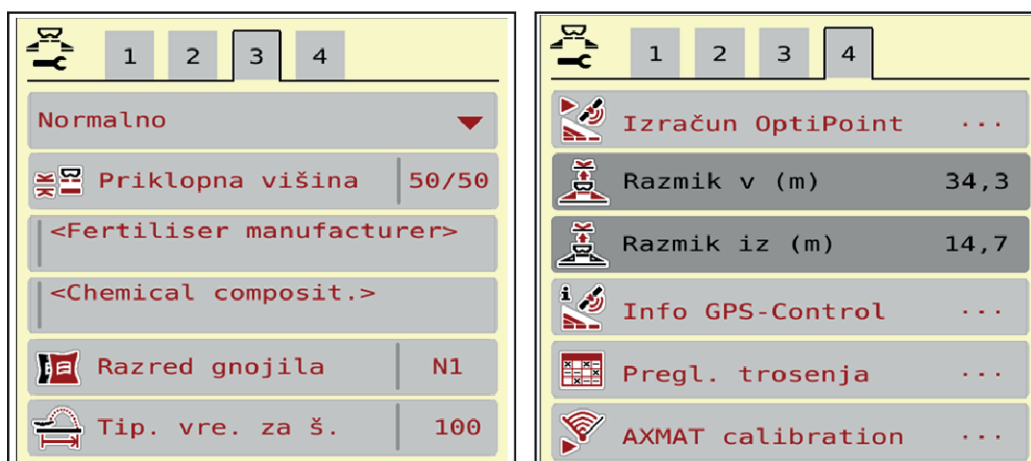 1 2 3 4
Normalno
Priklopna višina 50/50
<Fertiliser manufacturer>
<Chemical composit.>
Razred gnojila N1
Tip. vre. za š. 100
1 2 3 4
Izračun OptiPoint ...
Razmik v (m) 34,3
Razmik iz (m) 14,7
Info GPS-Control ...
Pregl. trosenja ...
AXMAT calibration ...